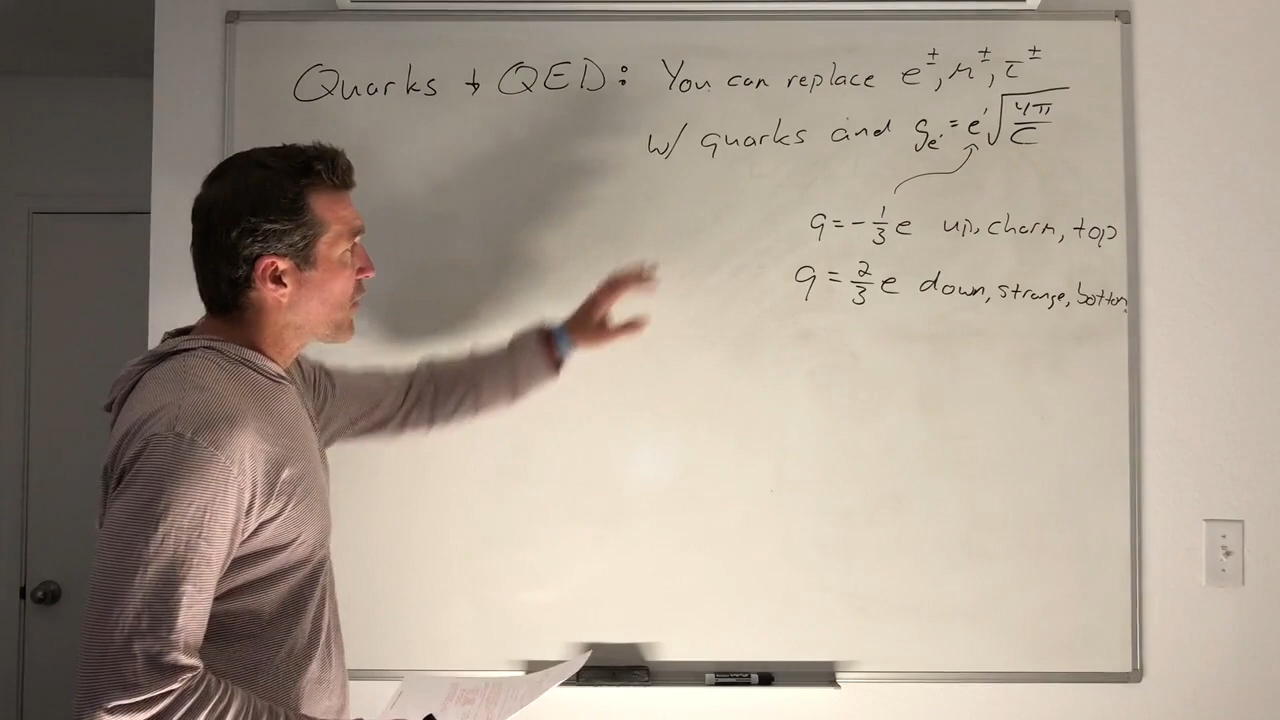 Quarks + QED: You can replace e±, μ±, τ±
w/ quarks and gₑ' = e'√(4π/c)
q = -1/3 e up, charm, top
q = 2/3 e down, strange, bottom